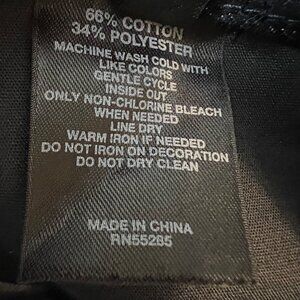 66% COTTON
34% POLYESTER
MACHINE WASH COLD WITH
LIKE COLORS
GENTLE CYCLE
INSIDE OUT
ONLY NON-CHLORINE BLEACH
WHEN NEEDED
LINE DRY
WARM IRON IF NEEDED
DO NOT IRON ON DECORATION
DO NOT DRY CLEAN
MADE IN CHINA
RN55285